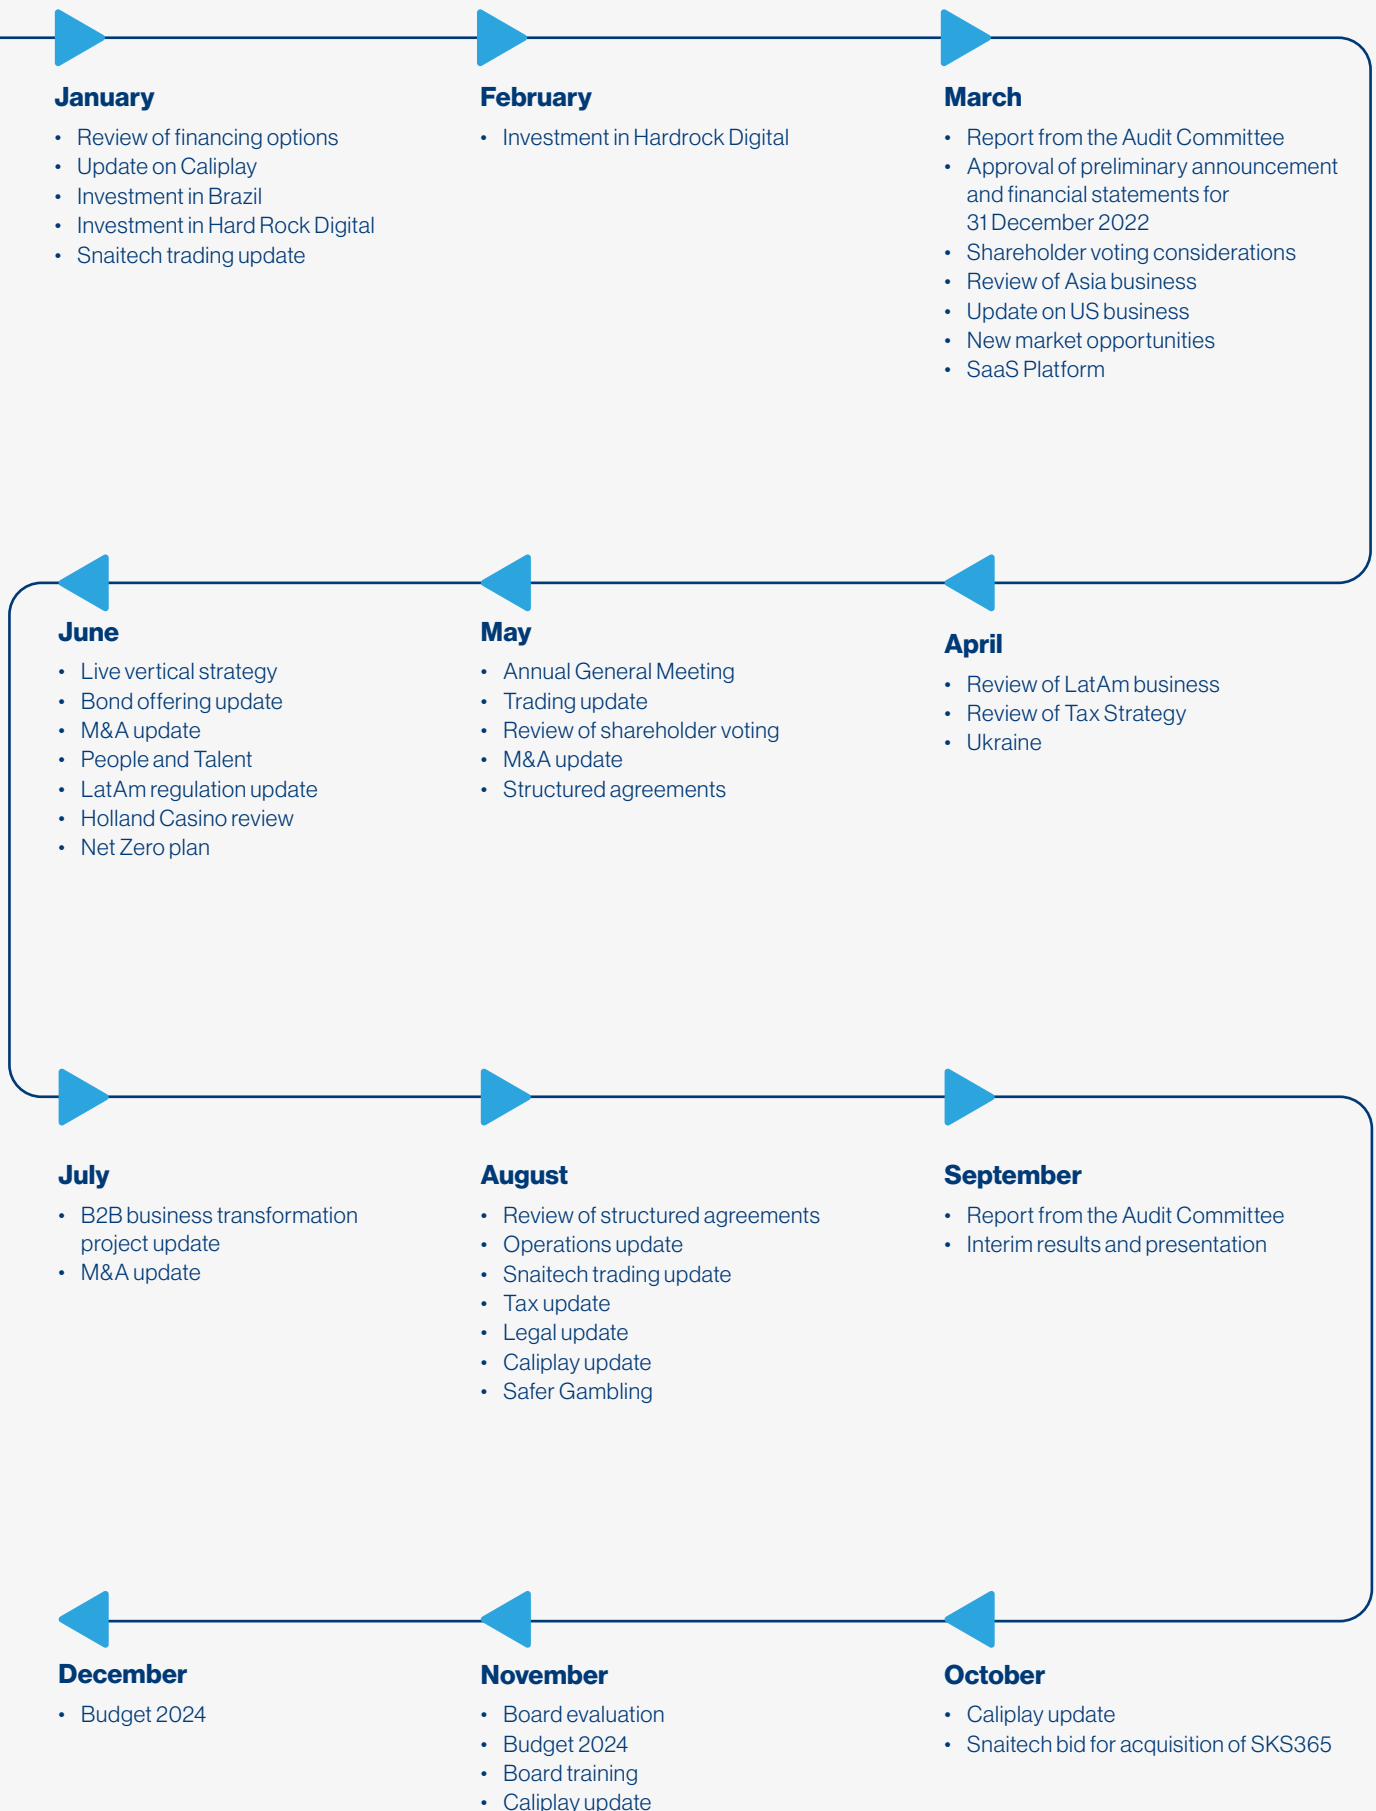 January
• Review of financing options
• Update on Caliplay
• Investment in Brazil
• Investment in Hard Rock Digital
• Snaitech trading update
February
• Investment in Hardrock Digital
March
• Report from the Audit Committee
• Approval of preliminary announcement
and financial statements for
31 December 2022
• Shareholder voting considerations
• Review of Asia business
• Update on US business
• New market opportunities
• SaaS Platform
April
• Review of LatAm business
• Review of Tax Strategy
• Ukraine
May
• Annual General Meeting
• Trading update
• Review of shareholder voting
• M&A update
• Structured agreements
June
• Live vertical strategy
• Bond offering update
• M&A update
• People and Talent
• LatAm regulation update
• Holland Casino review
• Net Zero plan
July
• B2B business transformation
project update
• M&A update
August
• Review of structured agreements
• Operations update
• Snaitech trading update
• Tax update
• Legal update
• Caliplay update
• Safer Gambling
September
• Report from the Audit Committee
• Interim results and presentation
October
• Caliplay update
• Snaitech bid for acquisition of SKS365
November
• Board evaluation
• Budget 2024
• Board training
• Caliplay update
December
• Budget 2024